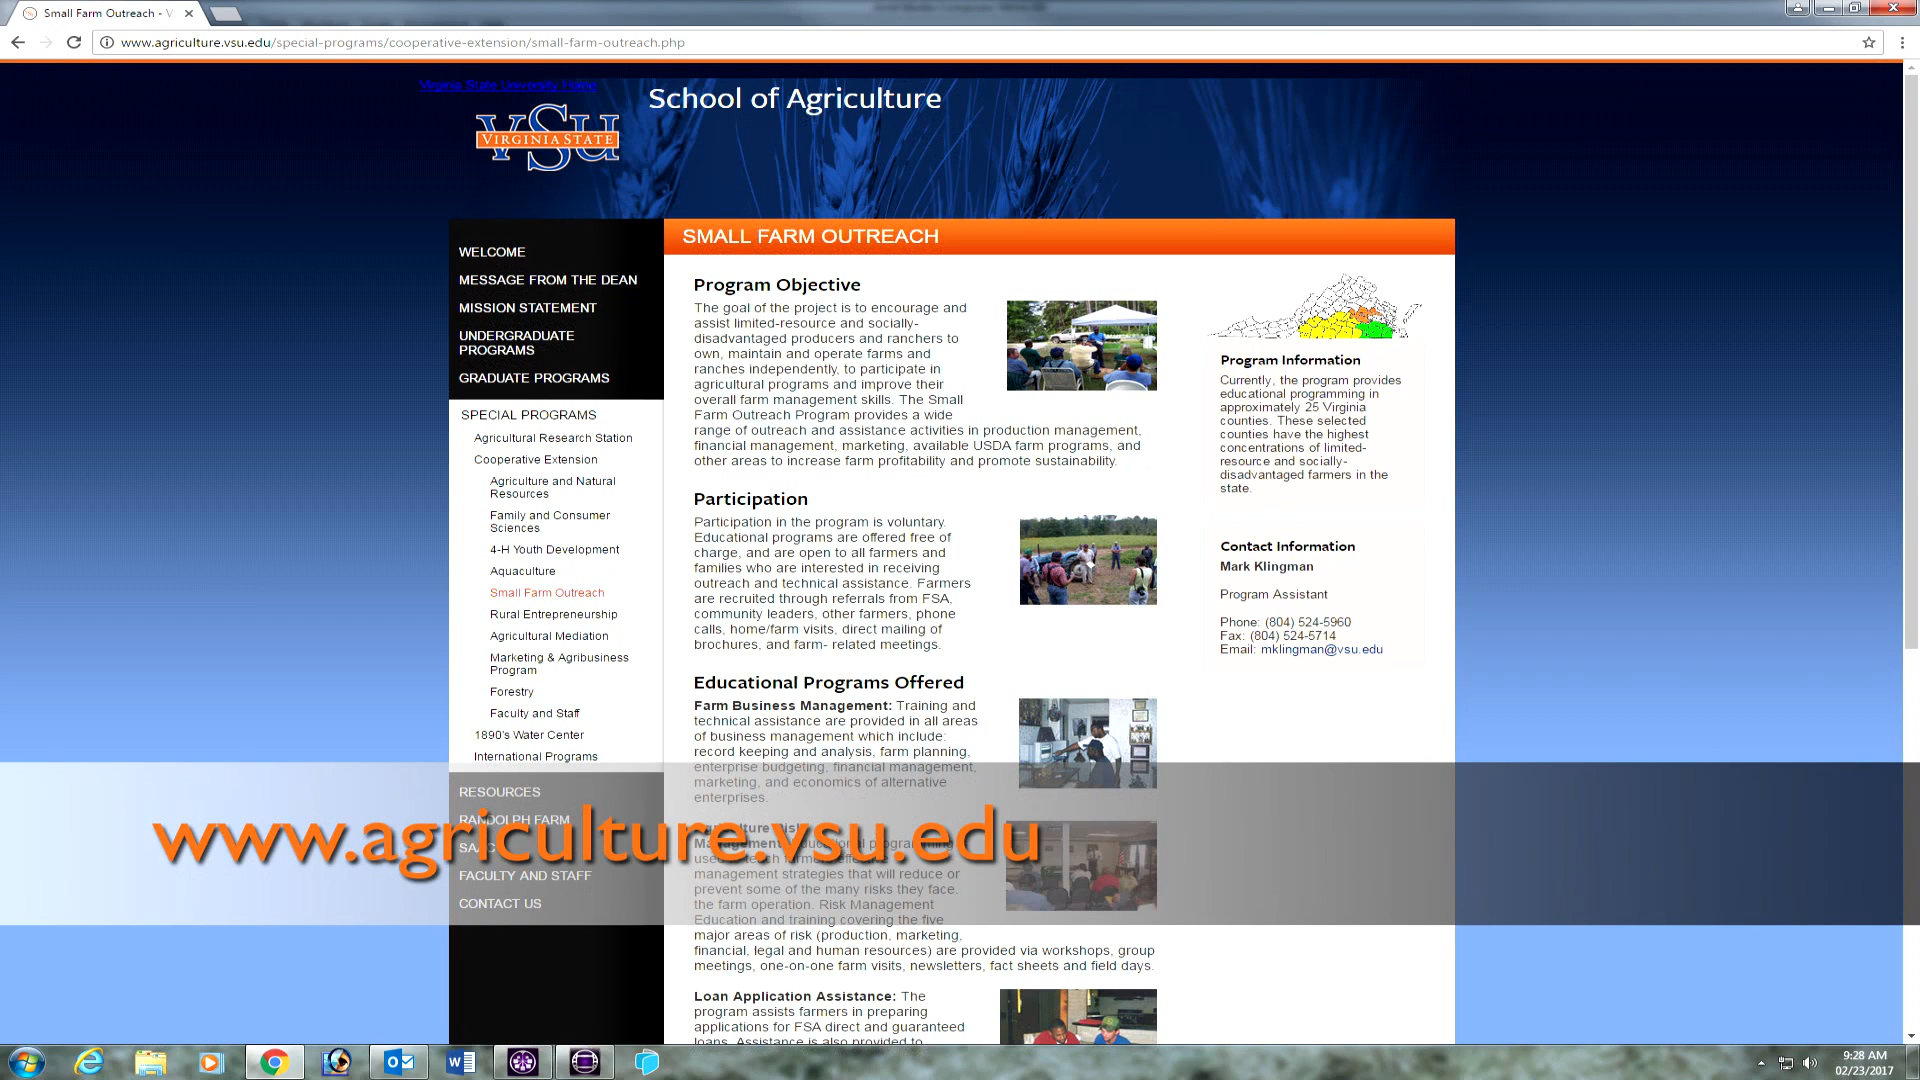 Small Farm Outreach - V
www.agriculture.vsu.edu/special-programs/cooperative-extension/small-farm-outreach.php
Virginia State University Home
School of Agriculture
VSU
VIRGINIA STATE
WELCOME
MESSAGE FROM THE DEAN
MISSION STATEMENT
UNDERGRADUATE
PROGRAMS
GRADUATE PROGRAMS
SPECIAL PROGRAMS
Agricultural Research Station
Cooperative Extension
Agriculture and Natural
Resources
Family and Consumer
Sciences
4-H Youth Development
Aquaculture
Small Farm Outreach
Rural Entrepreneurship
Agricultural Mediation
Marketing & Agribusiness
Program
Forestry
Faculty and Staff
1890's Water Center
International Programs
RESOURCES
RANDOLPH FARM
FACULTY AND STAFF
CONTACT US
SMALL FARM OUTREACH
Program Objective
The goal of the project is to encourage and
assist limited-resource and socially-
disadvantaged producers and ranchers to
own, maintain and operate farms and
ranches independently, to participate in
agricultural programs and improve their
overall farm management skills. The Small
Farm Outreach Program provides a wide
range of outreach and assistance activities in production management,
financial management, marketing, available USDA farm programs, and
other areas to increase farm profitability and promote sustainability.
Participation
Participation in the program is voluntary.
Educational programs are offered free of
charge, and are open to all farmers and
families who are interested in receiving
outreach and technical assistance. Farmers
are recruited through referrals from FSA,
community leaders, other farmers, phone
calls, home/farm visits, direct mailing of
brochures, and farm- related meetings.
Educational Programs Offered
Farm Business Management: Training and
technical assistance are provided in all areas
of business management which include:
record keeping and analysis, farm planning,
enterprise budgeting, financial management,
marketing, and economics of alternative
enterprises.
management strategies that will reduce or
prevent some of the many risks they face.
the farm operation. Risk Management
Education and training covering the five
major areas of risk (production, marketing,
financial, legal and human resources) are provided via workshops, group
meetings, one-on-one farm visits, newsletters, fact sheets and field days.
Loan Application Assistance: The
program assists farmers in preparing
applications for FSA direct and guaranteed
loans. Assistance is also provided to
Program Information
Currently, the program provides
educational programming in
approximately 25 Virginia
counties. These selected
counties have the highest
concentrations of limited-
resource and socially-
disadvantaged farmers in the
state.
Contact Information
Mark Klingman
Program Assistant
Phone: (804) 524-5960
Fax: (804) 524-5714
Email: mklingman@vsu.edu
www.agriculture.vsu.edu
9:28 AM
02/23/2017